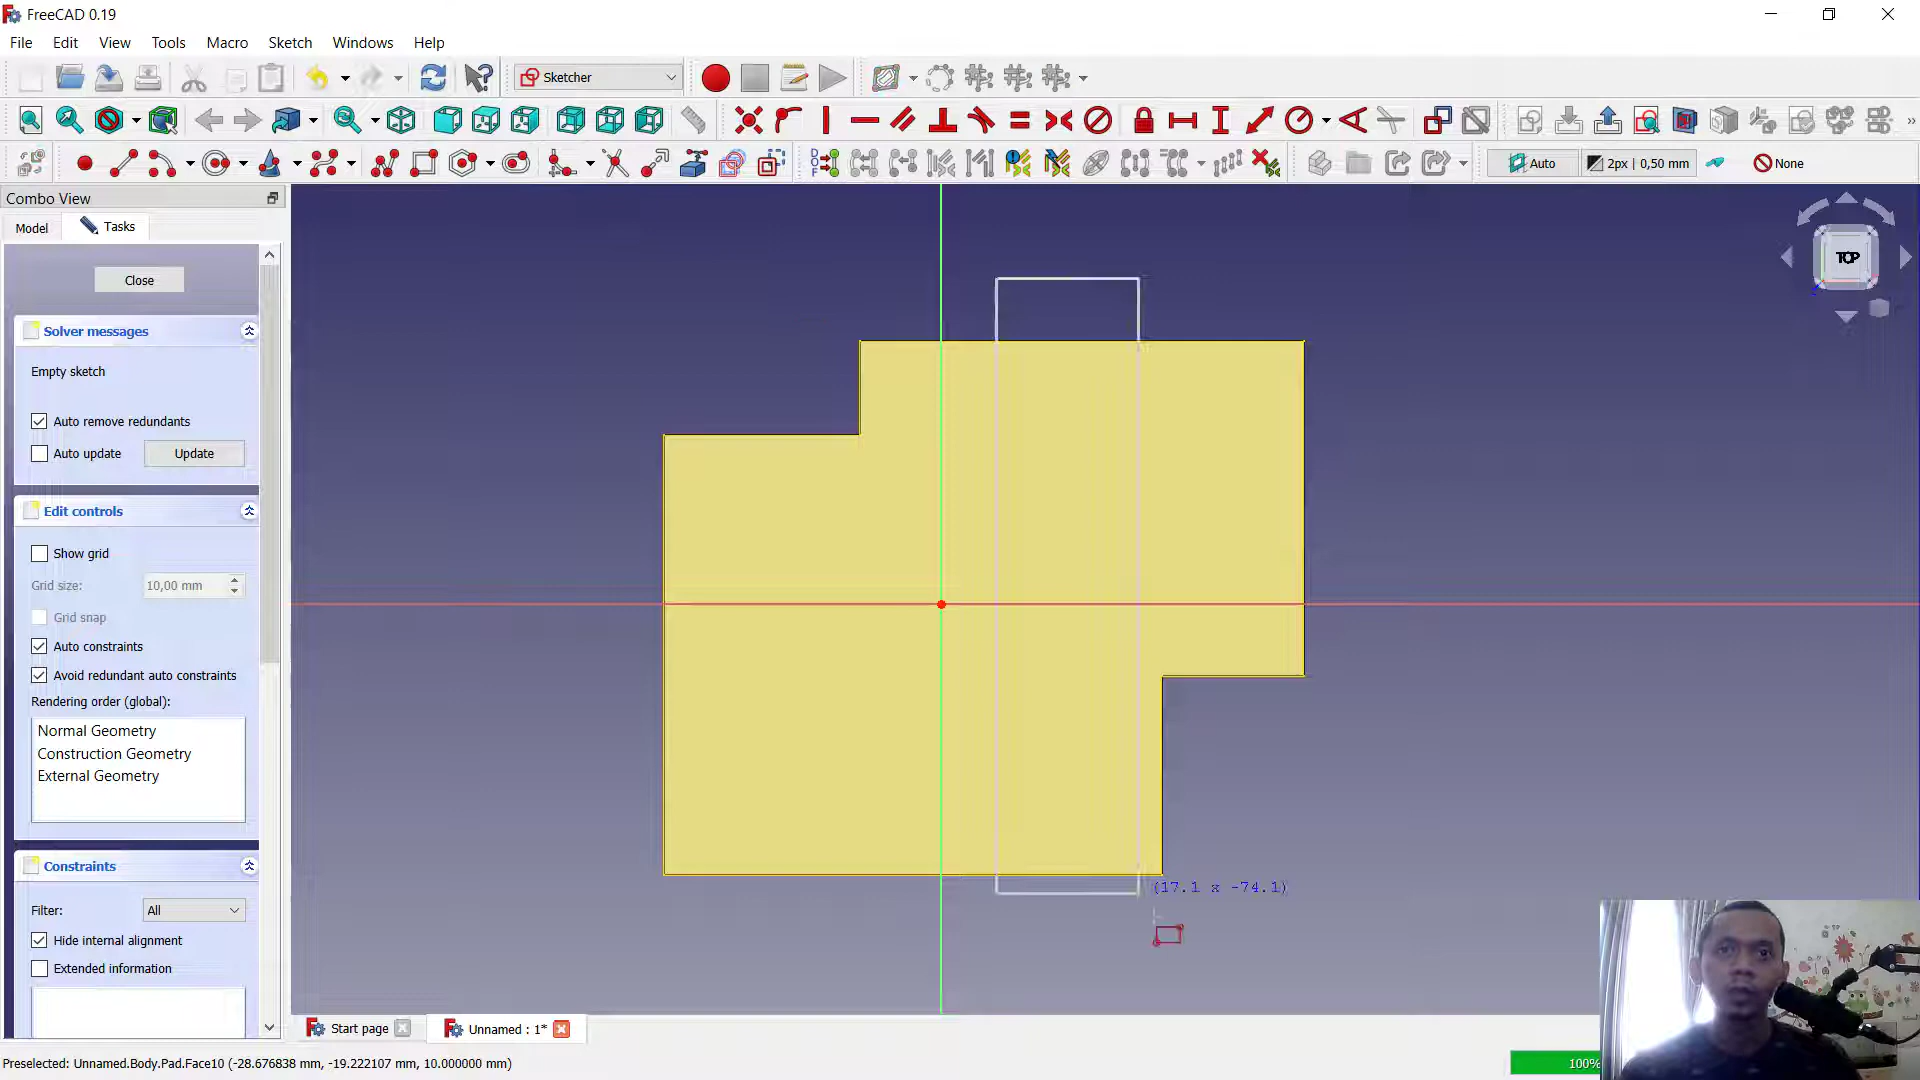 FreeCAD 0.19
File Edit View Tools Macro Sketch Windows Help
Sketcher
Auto 2px | 0,50 mm None
Combo View
Model Tasks
Close
Solver messages
Empty sketch
Auto remove redundants
Auto update Update
Edit controls
Show grid
Grid size: 10,00 mm
Grid snap
Auto constraints
Avoid redundant auto constraints
Rendering order (global):
Normal Geometry
Construction Geometry
External Geometry
Constraints
Filter: All
Hide internal alignment
Extended information
TOP
(17.1 x -74.1)
Start page Unnamed : 1*
Preselected: Unnamed.Body.Pad.Face10 (-28.676838 mm, -19.222107 mm, 10.000000 mm)
100%